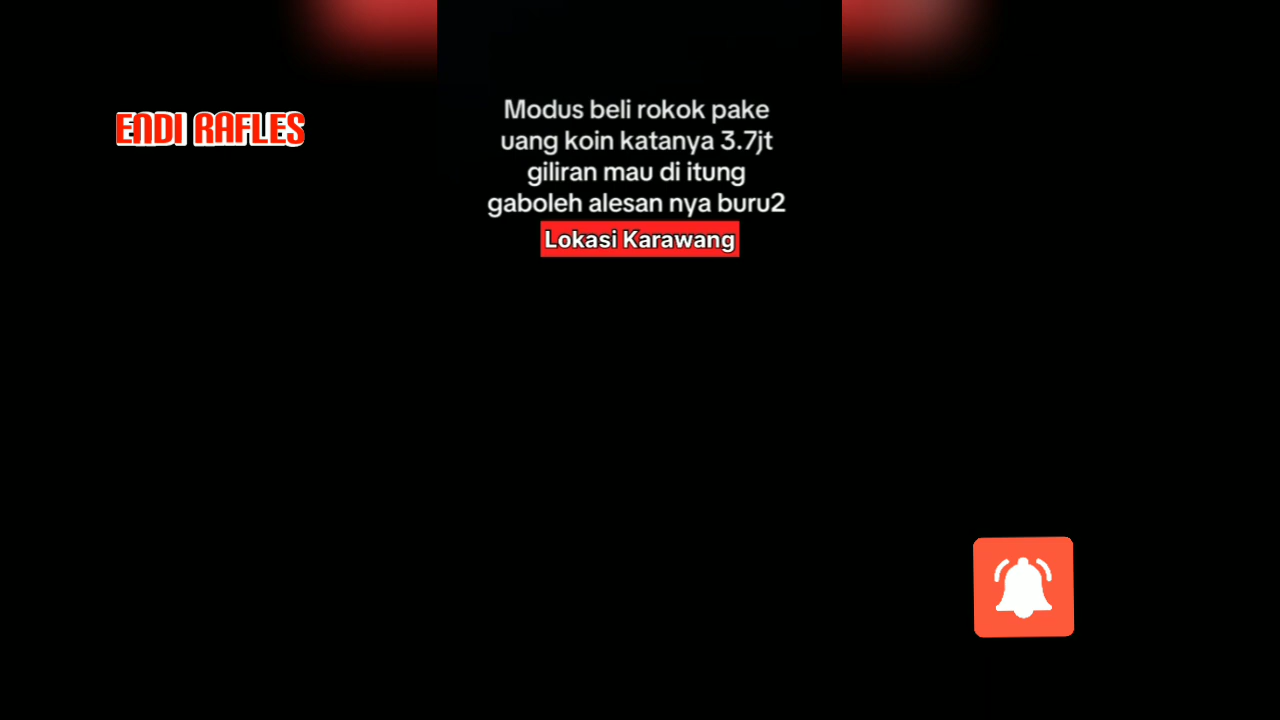 ENDI RAFLES
Modus beli rokok pake
uang koin katanya 3.7jt
giliran mau di itung
gaboleh alesan nya buru2
Lokasi Karawang